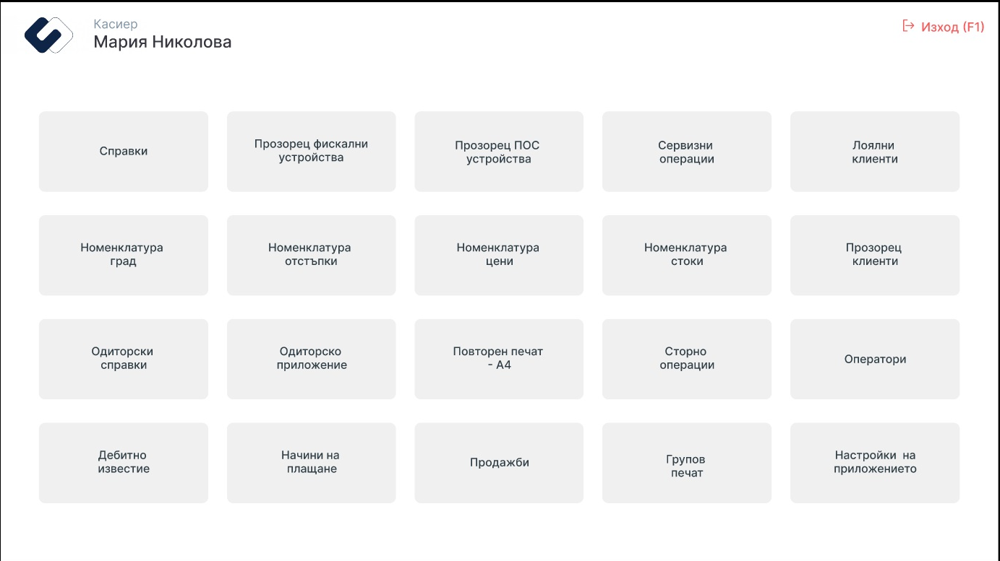 Касиер
Мария Николова
Изход (F1)
Справки
Прозорец фискални
устройства
Прозорец ПОС
устройства
Сервизни
операции
Лоялни
клиенти
Номенклатура
град
Номенклатура
отстъпки
Номенклатура
цени
Номенклатура
стоки
Прозорец
клиенти
Одиторски
справки
Одиторско
приложение
Повторен печат
- А4
Сторно
операции
Оператори
Дебитно
известие
Начини на
плащане
Продажби
Групов
печат
Настройки на
приложението